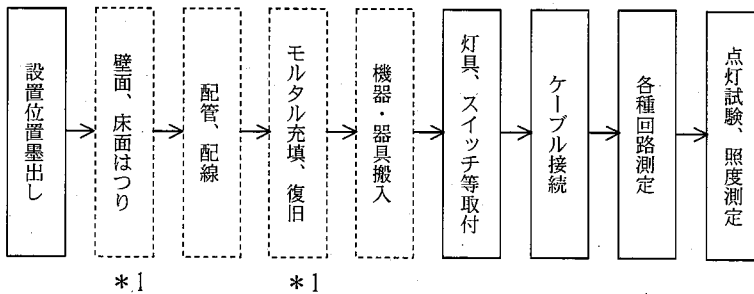 設置位置墨出し
壁面、床面はつり
配管、配線
モルタル充填、復旧
機器・器具搬入
灯具、スイッチ等取付
ケーブル接続
各種回路測定
点灯試験、照度測定
*1
*1